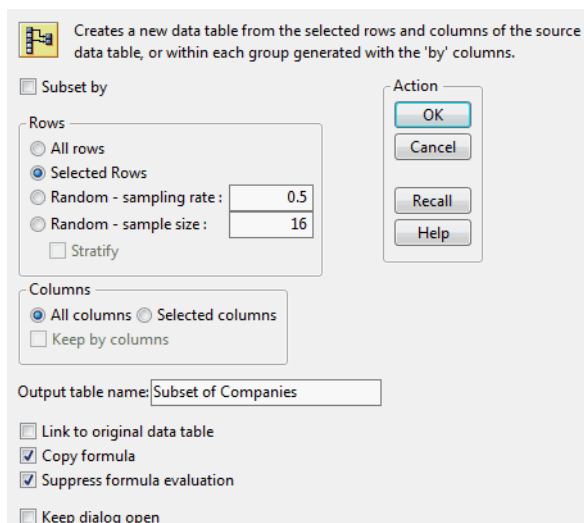 Creates a new data table from the selected rows and columns of the source
data table, or within each group generated with the 'by' columns.
Subset by
Rows
All rows
Selected Rows
Random - sampling rate : 0.5
Random - sample size : 16
Stratify
Columns
All columns Selected columns
Keep by columns
Output table name: Subset of Companies
Link to original data table
Copy formula
Suppress formula evaluation
Keep dialog open
Action
OK
Cancel
Recall
Help